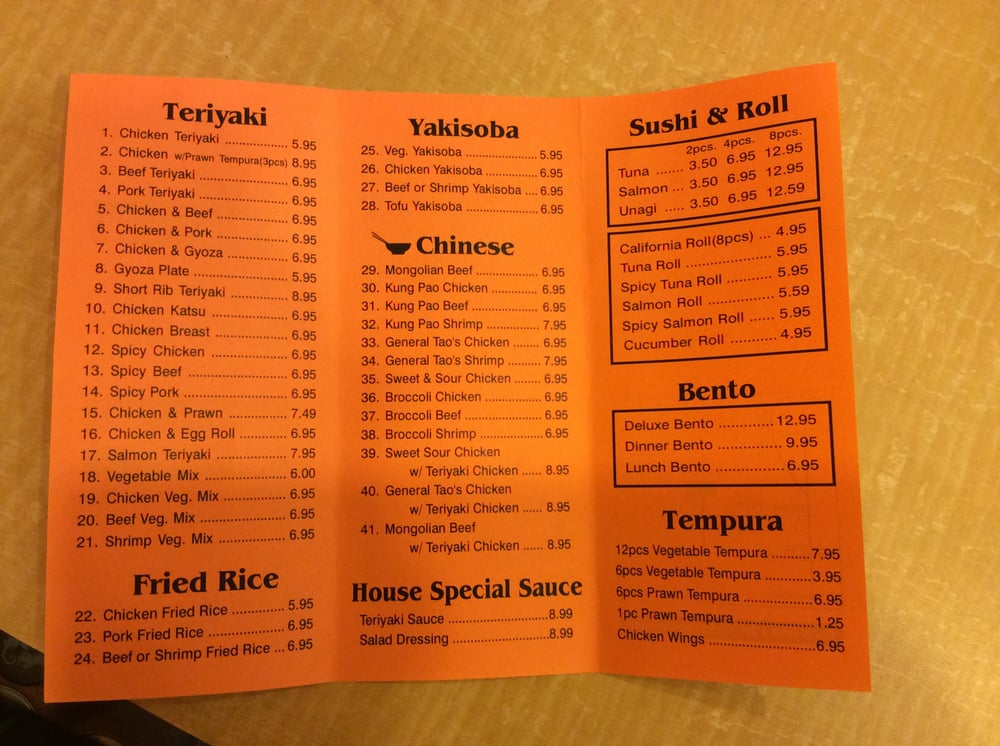 Teriyaki
1. Chicken Teriyaki ................ 5.95
2. Chicken w/Prawn Tempura(3pcs) 8.95
3. Beef Teriyaki ..................... 6.95
4. Pork Teriyaki ..................... 6.95
5. Chicken & Beef .................. 6.95
6. Chicken & Pork .................. 6.95
7. Chicken & Gyoza ............... 6.95
8. Gyoza Plate ...................... 5.95
9. Short Rib Teriyaki ............... 8.95
10. Chicken Katsu .................. 6.95
11. Chicken Breast ................. 6.95
12. Spicy Chicken .................. 6.95
13. Spicy Beef ....................... 6.95
14. Spicy Pork ....................... 6.95
15. Chicken & Prawn .............. 7.49
16. Chicken & Egg Roll ............ 6.95
17. Salmon Teriyaki ................ 7.95
18. Vegetable Mix .................. 6.00
19. Chicken Veg. Mix .............. 6.95
20. Beef Veg. Mix ................... 6.95
21. Shrimp Veg. Mix ............... 6.95
Fried Rice
22. Chicken Fried Rice ............ 5.95
23. Pork Fried Rice ................. 6.95
24. Beef or Shrimp Fried Rice ... 6.95
Yakisoba
25. Veg. Yakisoba .................... 5.95
26. Chicken Yakisoba ............... 6.95
27. Beef or Shrimp Yakisoba .... 6.95
28. Tofu Yakisoba .................... 6.95
Chinese
29. Mongolian Beef .................. 6.95
30. Kung Pao Chicken .............. 6.95
31. Kung Pao Beef ................... 6.95
32. Kung Pao Shrimp ............... 7.95
33. General Tao's Chicken ........ 6.95
34. General Tao's Shrimp ......... 7.95
35. Sweet & Sour Chicken ........ 6.95
36. Broccoli Chicken ................ 6.95
37. Broccoli Beef ..................... 6.95
38. Broccoli Shrimp ................. 6.95
39. Sweet Sour Chicken
w/ Teriyaki Chicken ...... 8.95
40. General Tao's Chicken
w/ Teriyaki Chicken ...... 8.95
41. Mongolian Beef
w/ Teriyaki Chicken ...... 8.95
House Special Sauce
Teriyaki Sauce ........................... 8.99
Salad Dressing .......................... 8.99
Sushi & Roll
2pcs. 4pcs. 8pcs.
Tuna ....... 3.50 6.95 12.95
Salmon ... 3.50 6.95 12.95
Unagi ..... 3.50 6.95 12.59
California Roll(8pcs) ... 4.95
Tuna Roll ................... 5.95
Spicy Tuna Roll .......... 5.95
Salmon Roll ............... 5.59
Spicy Salmon Roll ...... 5.95
Cucumber Roll ........... 4.95
Bento
Deluxe Bento ............. 12.95
Dinner Bento ................ 9.95
Lunch Bento ................. 6.95
Tempura
12pcs Vegetable Tempura .......... 7.95
6pcs Vegetable Tempura ............ 3.95
6pcs Prawn Tempura .................. 6.95
1pc Prawn Tempura .................... 1.25
Chicken Wings ............................ 6.95